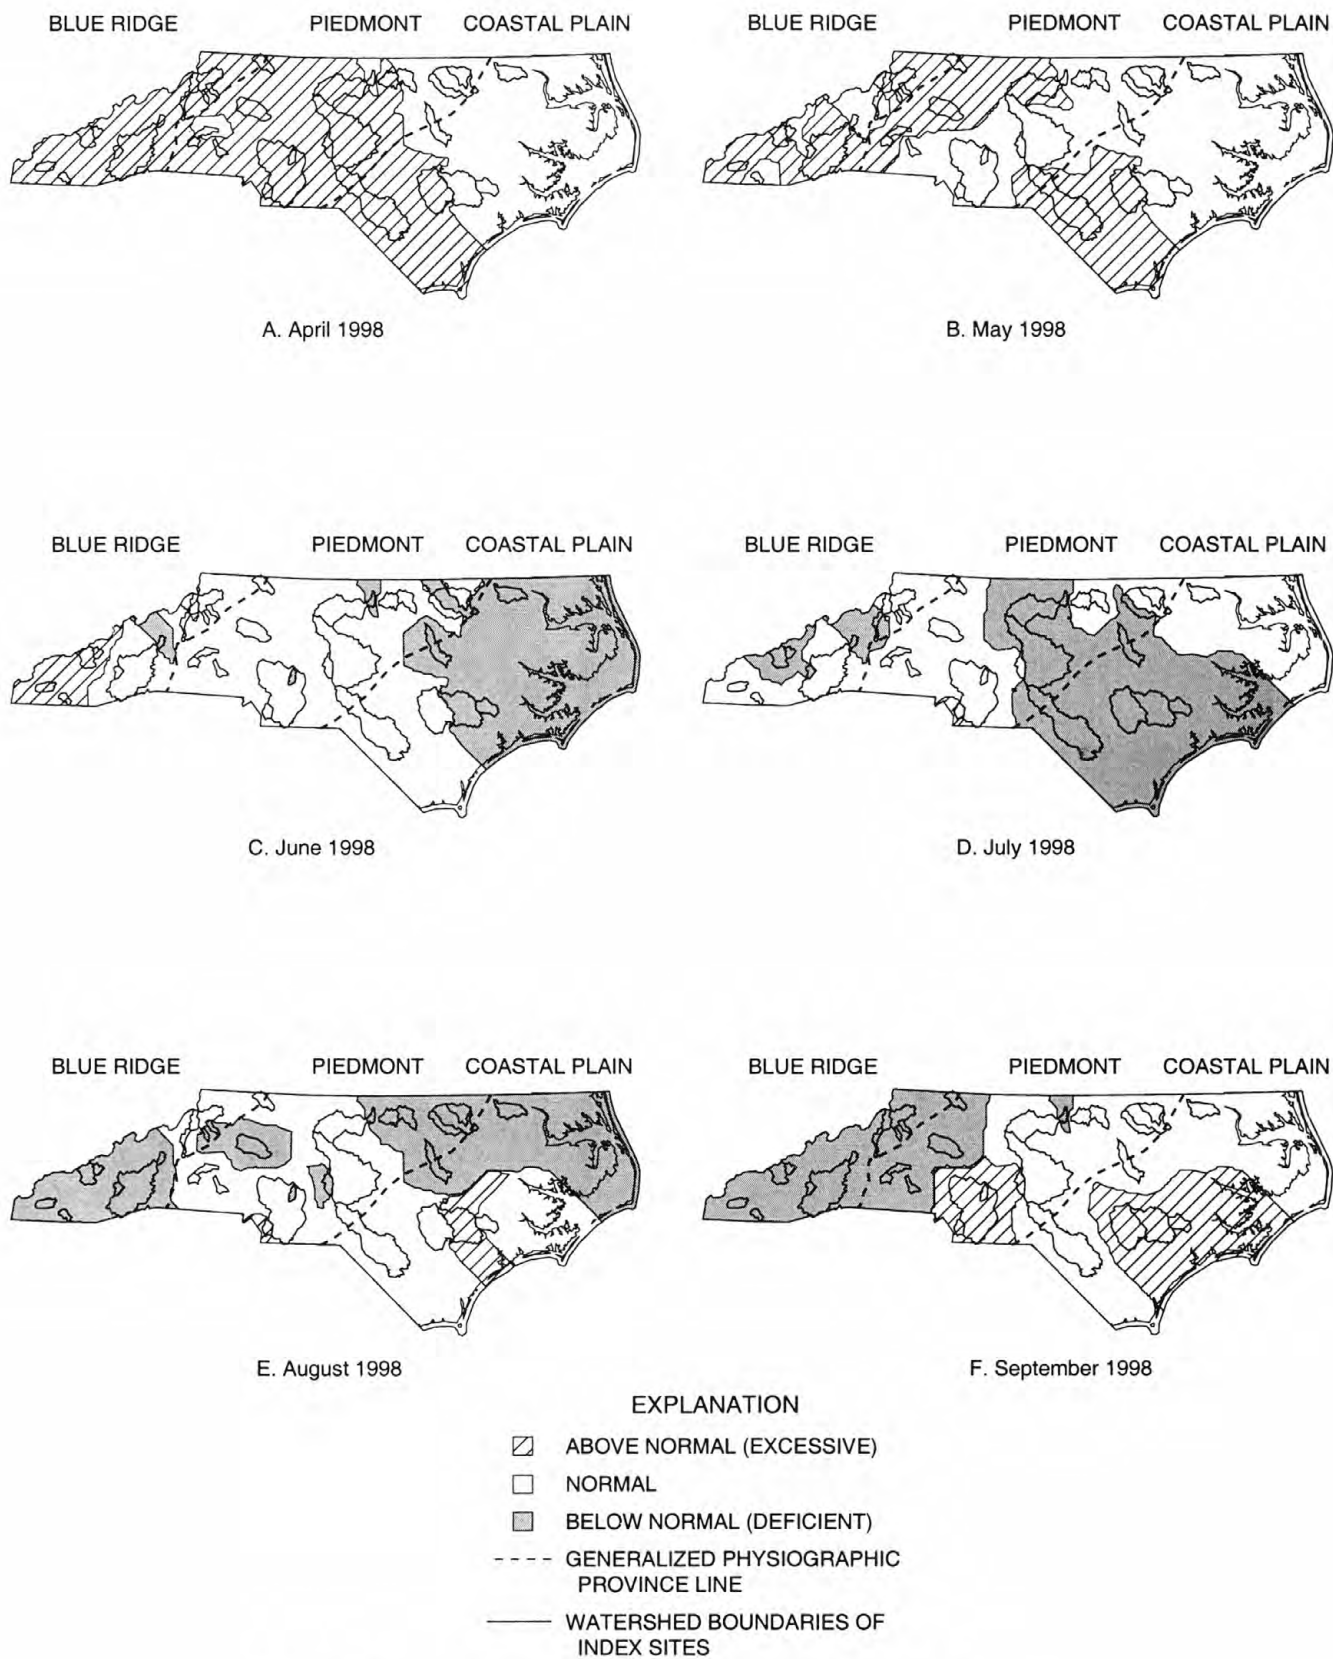 BLUE RIDGE PIEDMONT COASTAL PLAIN
BLUE RIDGE PIEDMONT COASTAL PLAIN
A. April 1998
B. May 1998
BLUE RIDGE PIEDMONT COASTAL PLAIN
BLUE RIDGE PIEDMONT COASTAL PLAIN
C. June 1998
D. July 1998
BLUE RIDGE PIEDMONT COASTAL PLAIN
BLUE RIDGE PIEDMONT COASTAL PLAIN
E. August 1998
F. September 1998
EXPLANATION
ABOVE NORMAL (EXCESSIVE)
NORMAL
BELOW NORMAL (DEFICIENT)
GENERALIZED PHYSIOGRAPHIC
PROVINCE LINE
WATERSHED BOUNDARIES OF
INDEX SITES